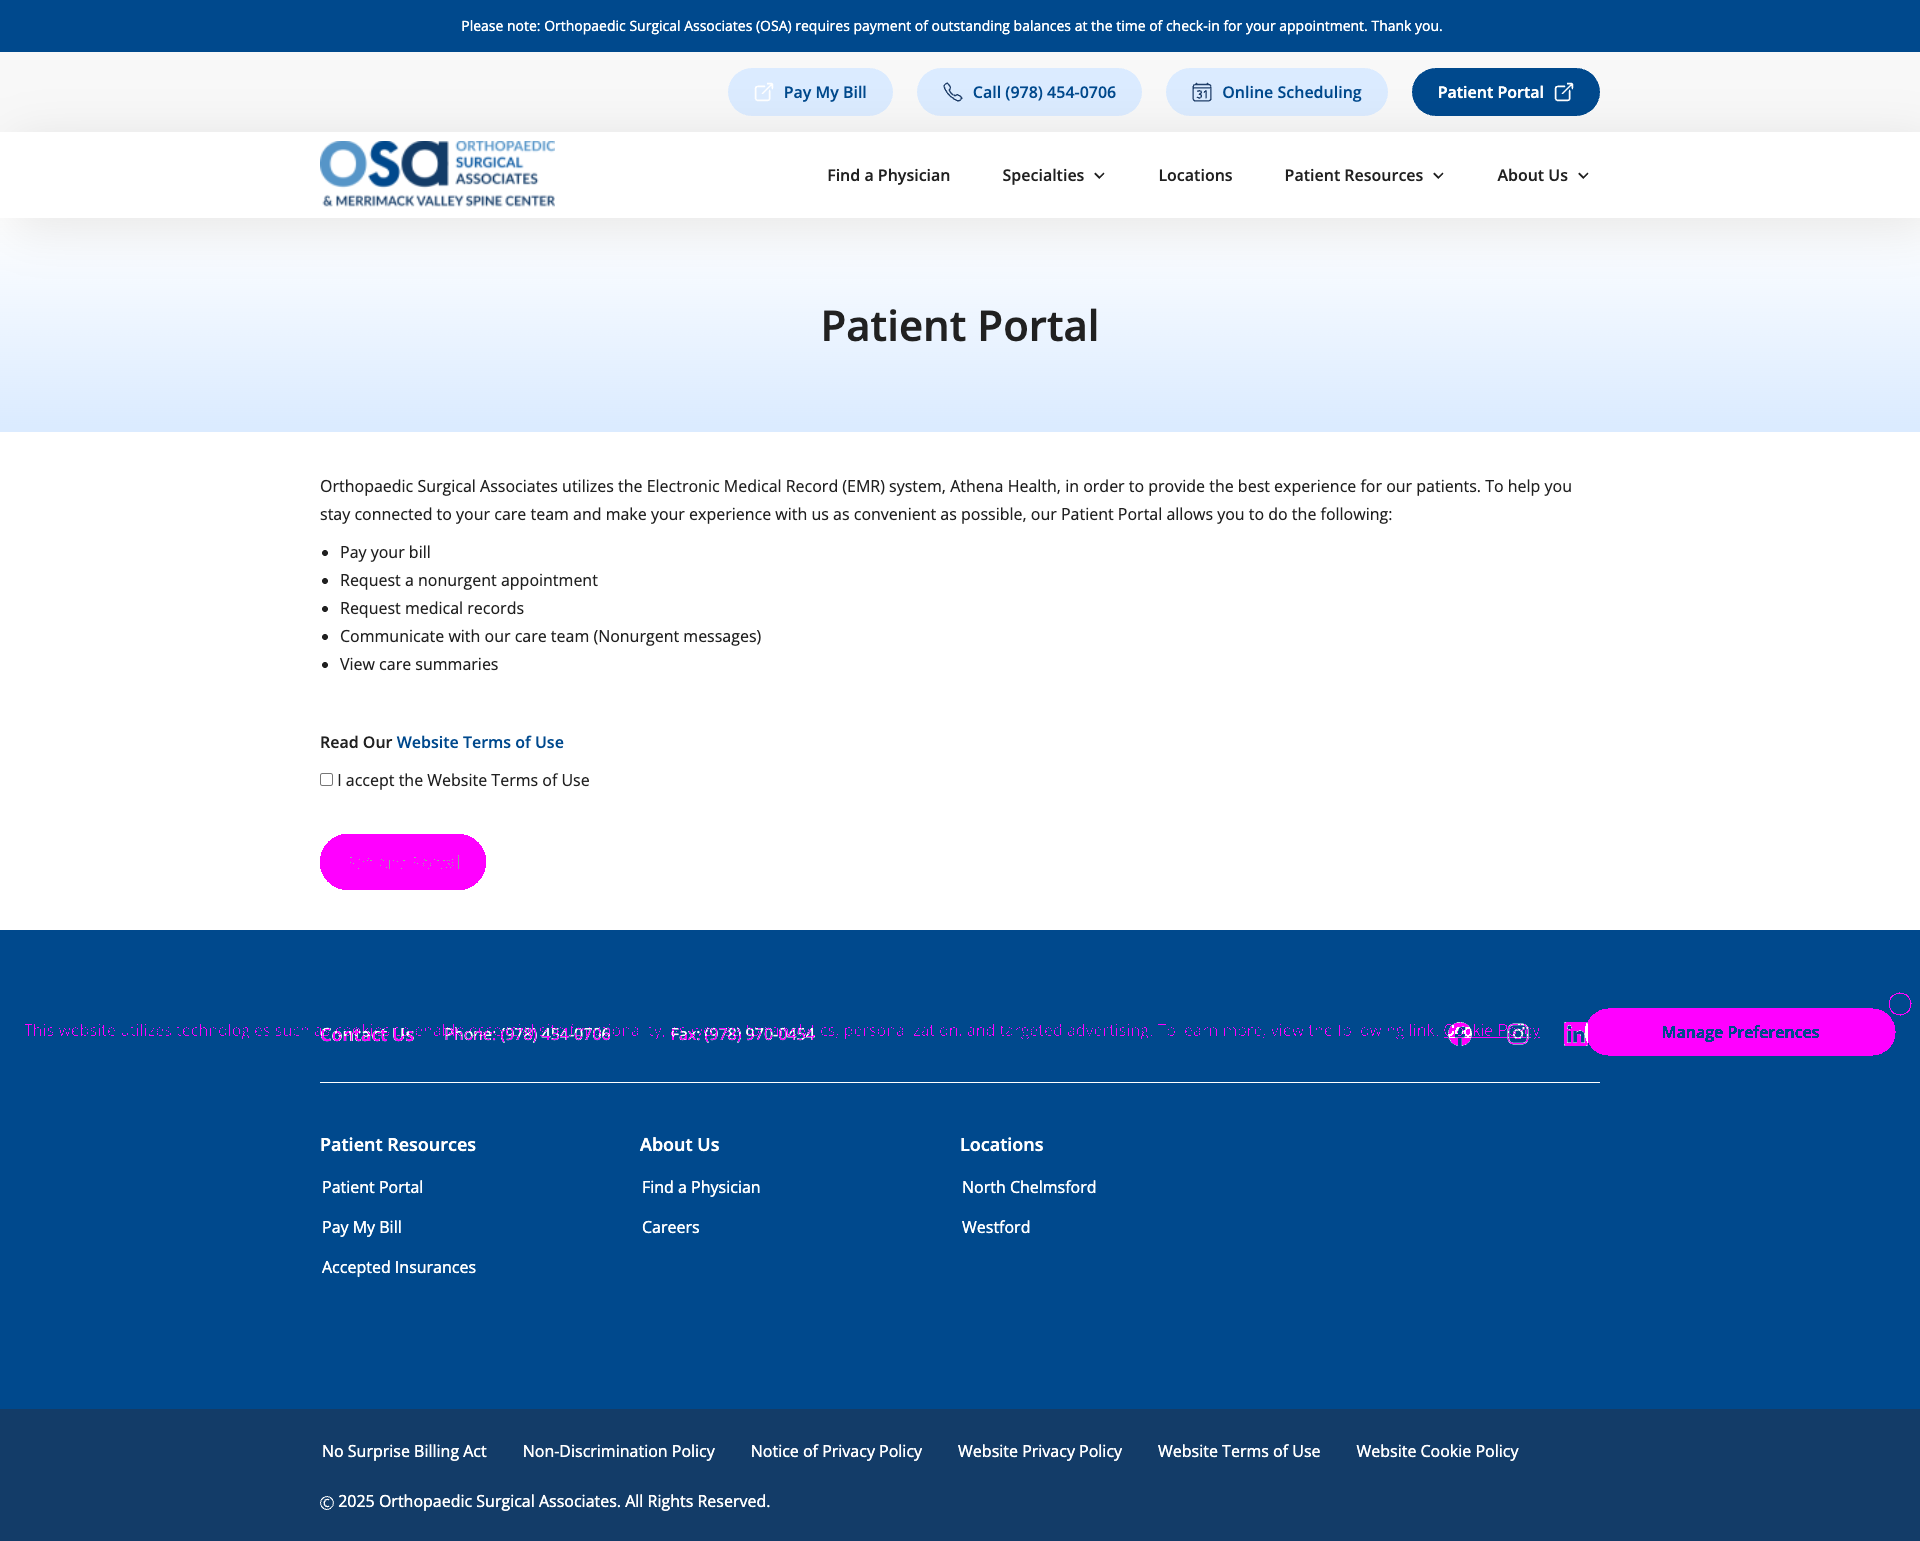 Please note: Orthopaedic Surgical Associates (OSA) requires payment of outstanding balances at the time of check-in for your appointment. Thank you.
Pay My Bill
Call (978) 454-0706
Online Scheduling
Patient Portal
osa ORTHOPAEDIC
SURGICAL
ASSOCIATES
& MERRIMACK VALLEY SPINE CENTER
Find a Physician
Specialties
Locations
Patient Resources
About Us
Patient Portal
Orthopaedic Surgical Associates utilizes the Electronic Medical Record (EMR) system, Athena Health, in order to provide the best experience for our patients. To help you
stay connected to your care team and make your experience with us as convenient as possible, our Patient Portal allows you to do the following:
Pay your bill
Request a nonurgent appointment
Request medical records
Communicate with our care team (Nonurgent messages)
View care summaries
Read Our Website Terms of Use
I accept the Website Terms of Use
This website utilizes technologies such personalization, and targeted advertising. To learn more, view the following link: Cookie Policy
Manage Preferences
Contact Us
Phone: (978) 454-0706
Fax: (978) 970-0454
Patient Resources
Patient Portal
Pay My Bill
Accepted Insurances
About Us
Find a Physician
Careers
Locations
North Chelmsford
Westford
No Surprise Billing Act
Non-Discrimination Policy
Notice of Privacy Policy
Website Privacy Policy
Website Terms of Use
Website Cookie Policy
© 2025 Orthopaedic Surgical Associates. All Rights Reserved.